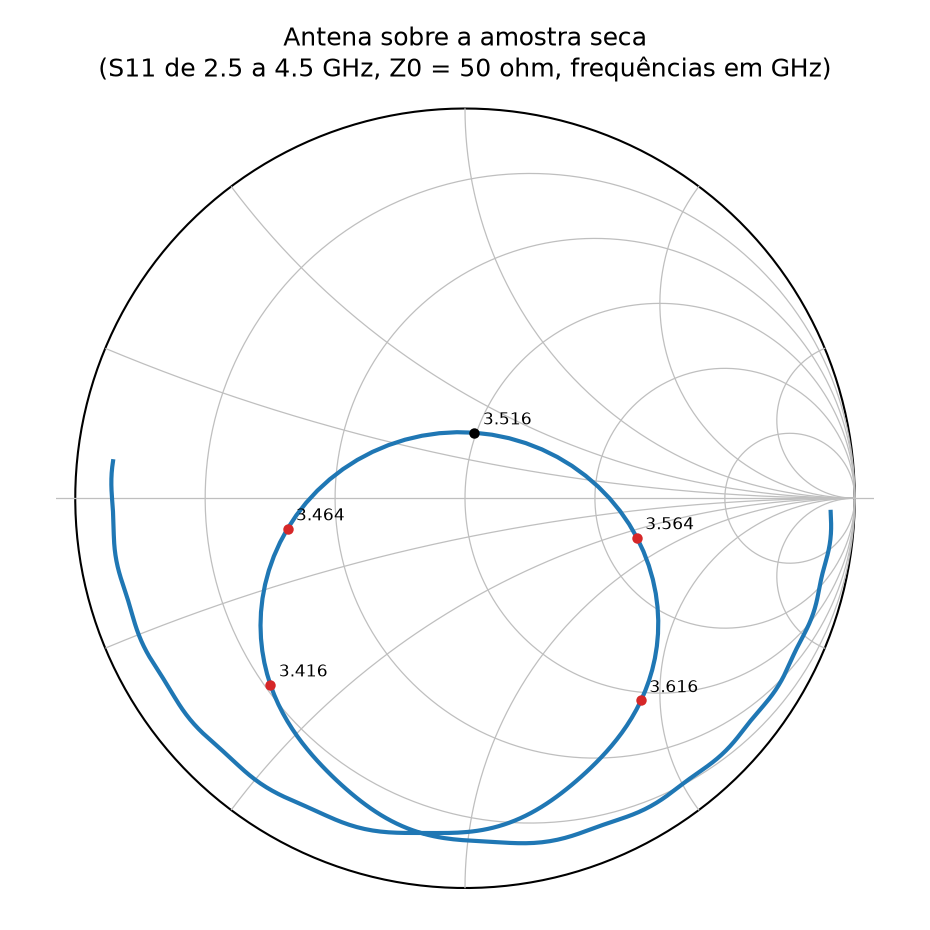 Antena sobre a amostra seca
(S11 de 2.5 a 4.5 GHz, Z0 = 50 ohm, frequências em GHz)
3.516
3.464
3.564
3.416
3.616